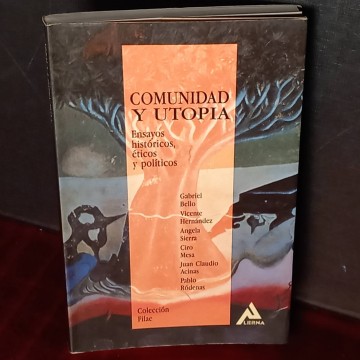 COMUNIDAD
Y UTOPIA
Ensayos
históricos,
éticos
y políticos
Gabriel
Bello
Vicente
Hernández
Angela
Sierra
Ciro
Mesa
Juan Claudio
Acinas
Pablo
Ródenas
Colección
Filae
LERNA